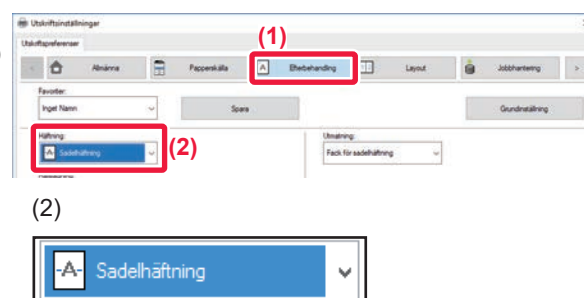 Utskriftsinställningar
Utskriftspreferenser
(1)
Allmänna Papperskälla Efterbehandling Layout Jobbhantering
Favoriter:
Inget Namn Spara Grundinställning
Häftning: Utmatning:
Sadelhäftning (2) Fack för sadelhäftning
(2)
-A- Sadelhäftning